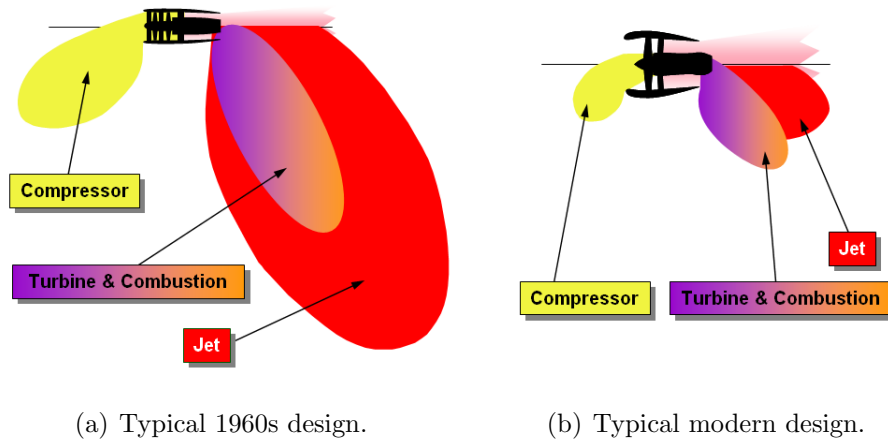 Compressor
Turbine & Combustion
Jet
Jet
Compressor
Turbine & Combustion
(a) Typical 1960s design.
(b) Typical modern design.